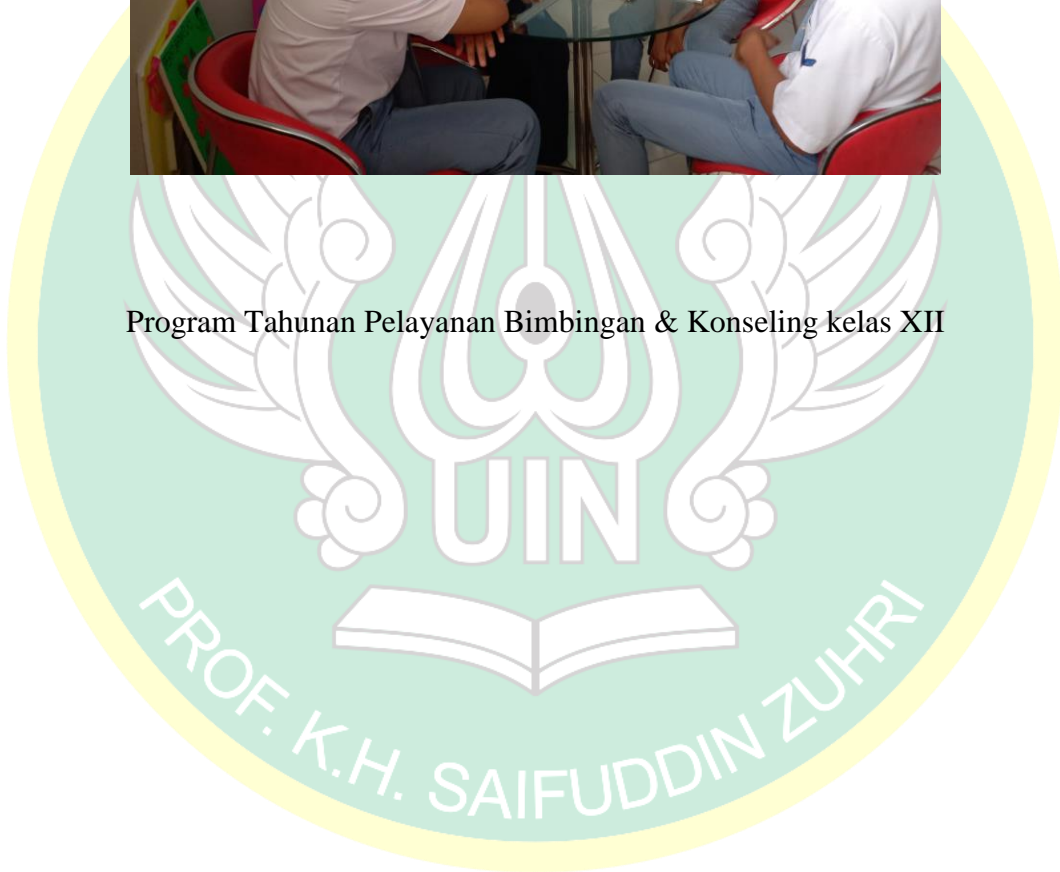 Program Tahunan Pelayanan Bimbingan & Konseling kelas XII
UIN
PROF. K.H. SAIFUDDIN ZUHRI